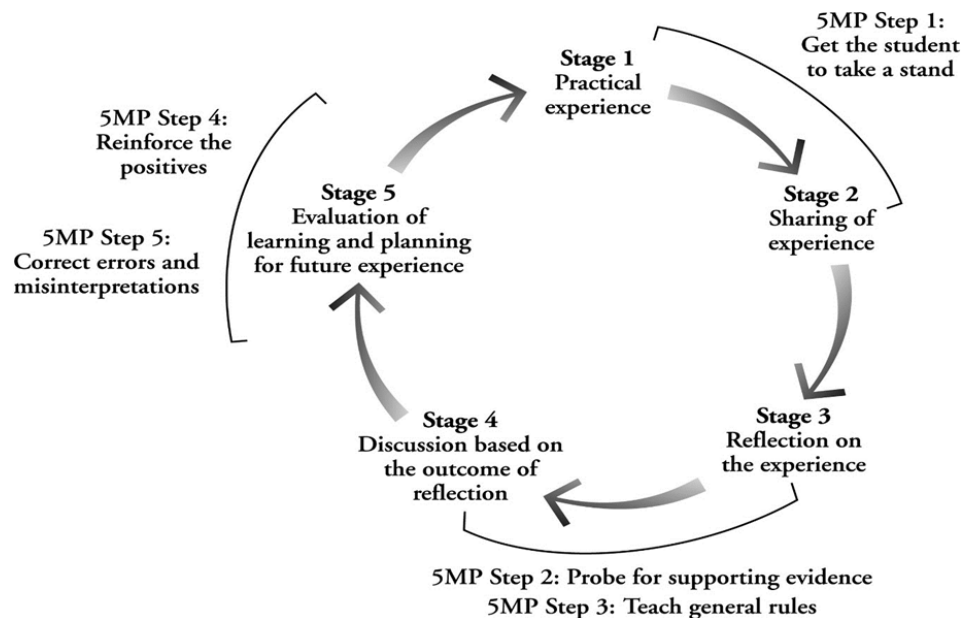 Stage 1
Practical
experience
5MP Step 1:
Get the student
to take a stand
Stage 2
Sharing of
experience
Stage 3
Reflection on
the experience
5MP Step 2: Probe for supporting evidence
5MP Step 3: Teach general rules
Stage 4
Discussion based on
the outcome of
reflection
Stage 5
Evaluation of
learning and planning
for future experience
5MP Step 4:
Reinforce the
positives
5MP Step 5:
Correct errors and
misinterpretations